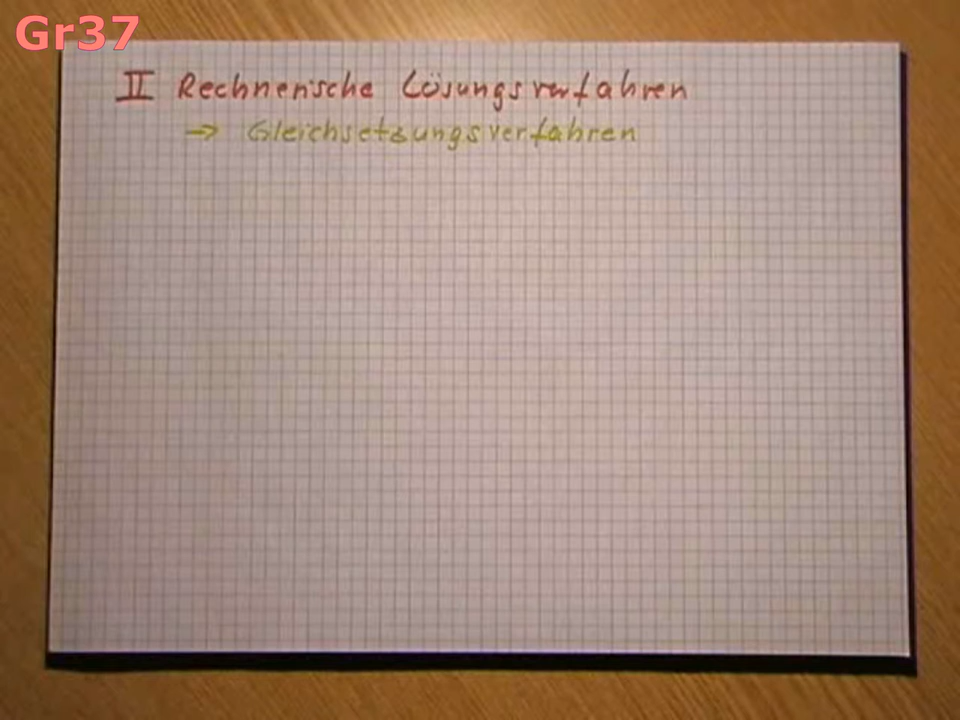 Gr37
II Rechnerische Lösungsverfahren
→ Gleichsetzungsverfahren